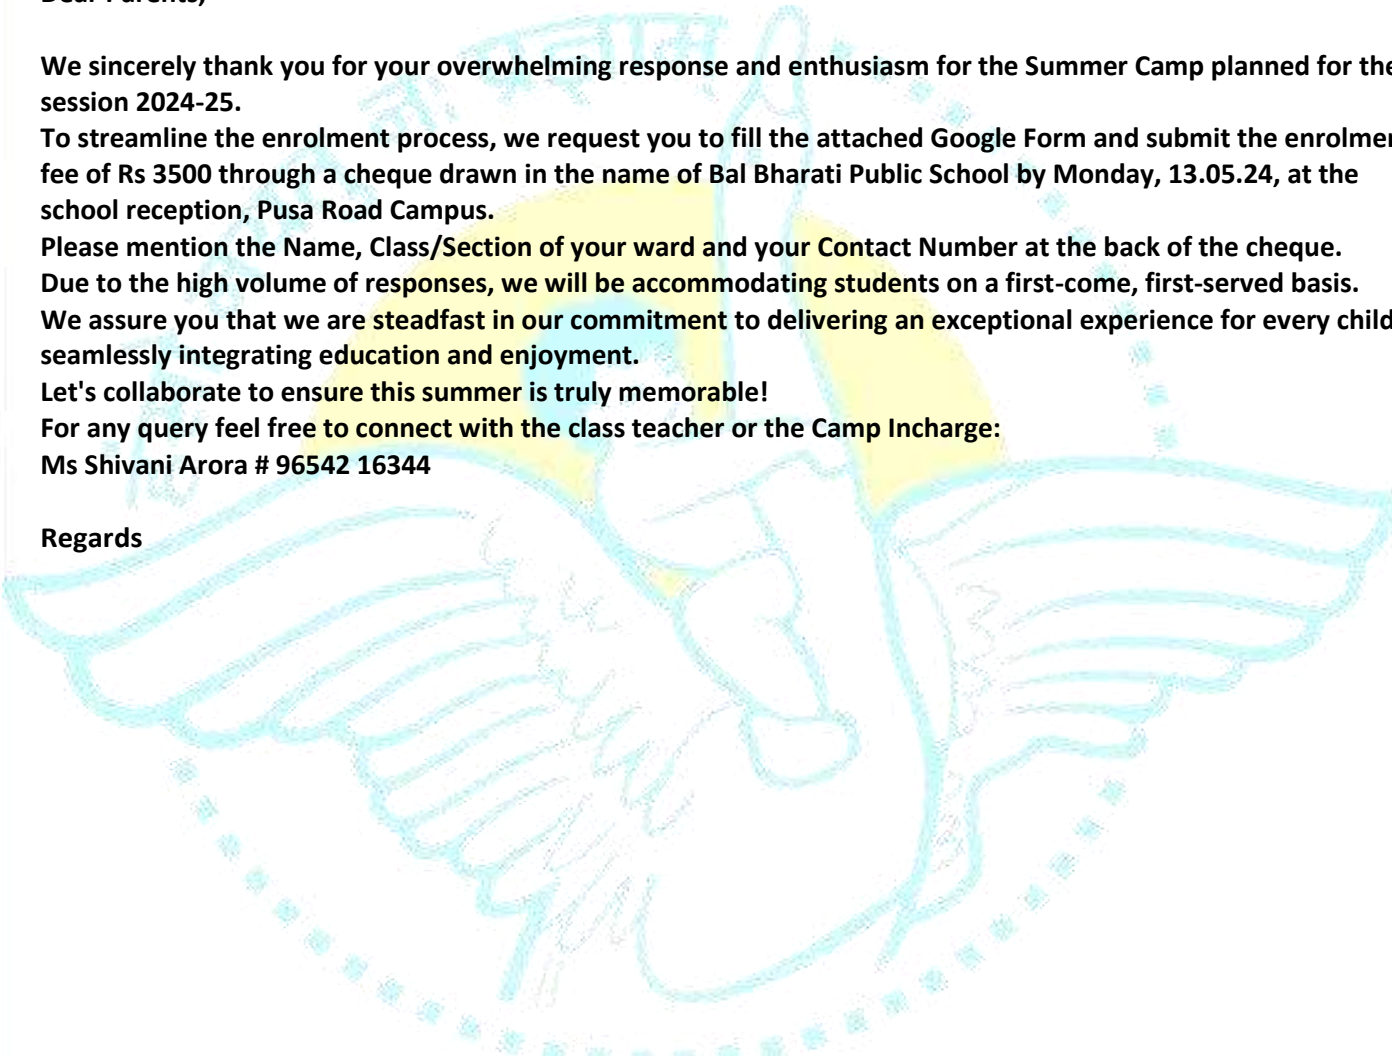 Dear Parents,
We sincerely thank you for your overwhelming response and enthusiasm for the Summer Camp planned for the
session 2024-25.
To streamline the enrolment process, we request you to fill the attached Google Form and submit the enrolmen
fee of Rs 3500 through a cheque drawn in the name of Bal Bharati Public School by Monday, 13.05.24, at the
school reception, Pusa Road Campus.
Please mention the Name, Class/Section of your ward and your Contact Number at the back of the cheque.
Due to the high volume of responses, we will be accommodating students on a first-come, first-served basis.
We assure you that we are steadfast in our commitment to delivering an exceptional experience for every child
seamlessly integrating education and enjoyment.
Let's collaborate to ensure this summer is truly memorable!
For any query feel free to connect with the class teacher or the Camp Incharge:
Ms Shivani Arora # 96542 16344
Regards